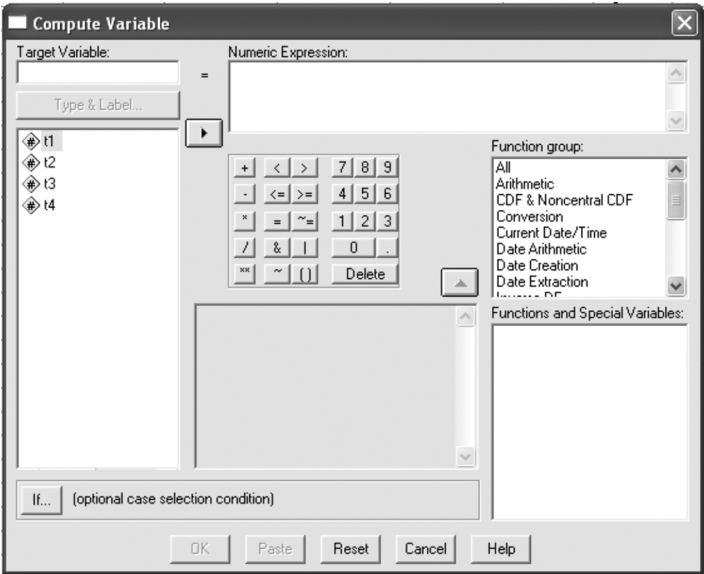 Compute Variable
Target Variable:
=
Numeric Expression:
Type & Label...
t1
t2
t3
t4
+ < > 7 8 9
- <= >= 4 5 6
* = ~= 1 2 3
/ & | 0 .
** ~ () Delete
Function group:
All
Arithmetic
CDF & Noncentral CDF
Conversion
Current Date/Time
Date Arithmetic
Date Creation
Date Extraction
Functions and Special Variables:
If... (optional case selection condition)
OK Paste Reset Cancel Help